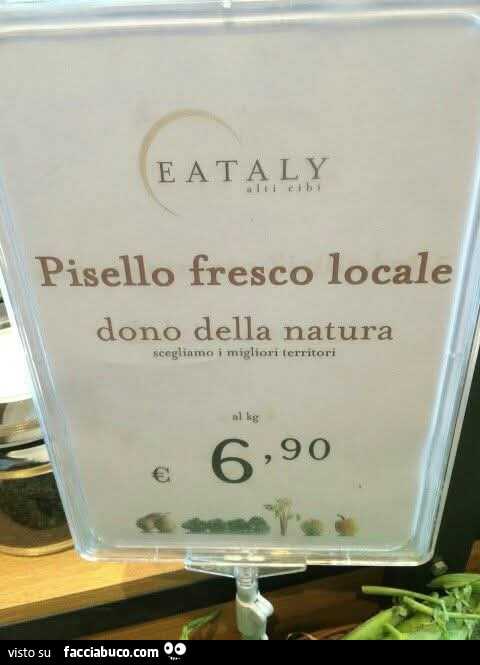 EATALY
alti cibi
Pisello fresco locale
dono della natura
scegliamo i migliori territori
al kg
€ 6,90
visto su facciabuco.com